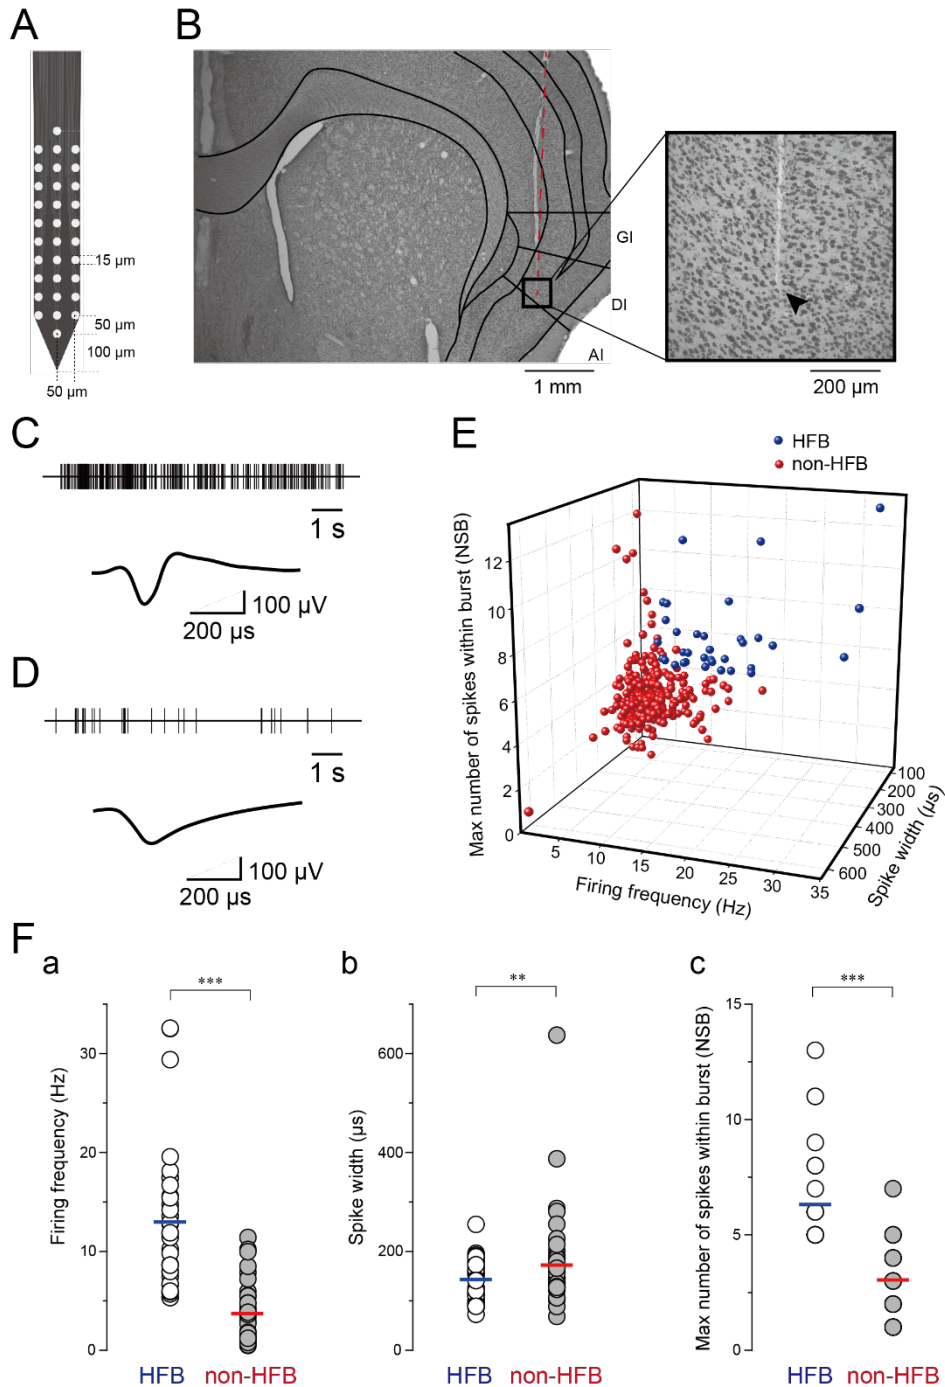 A
15 µm
50 µm
100 µm
50 µm
B
GI
DI
AI
1 mm
200 µm
C
1 s
100 µV
200 µs
D
1 s
100 µV
200 µs
E
HFB
non-HFB
Max number of spikes within burst (NSB)
12
10
8
6
4
2
0
5
10
15
20
25
30
35
Firing frequency (Hz)
100
200
300
400
500
600
Spike width (µs)
F
a
***
Firing frequency (Hz)
30
20
10
0
HFB
non-HFB
b
**
Spike width (µs)
600
400
200
0
HFB
non-HFB
c
***
Max number of spikes within burst (NSB)
15
10
5
0
HFB
non-HFB